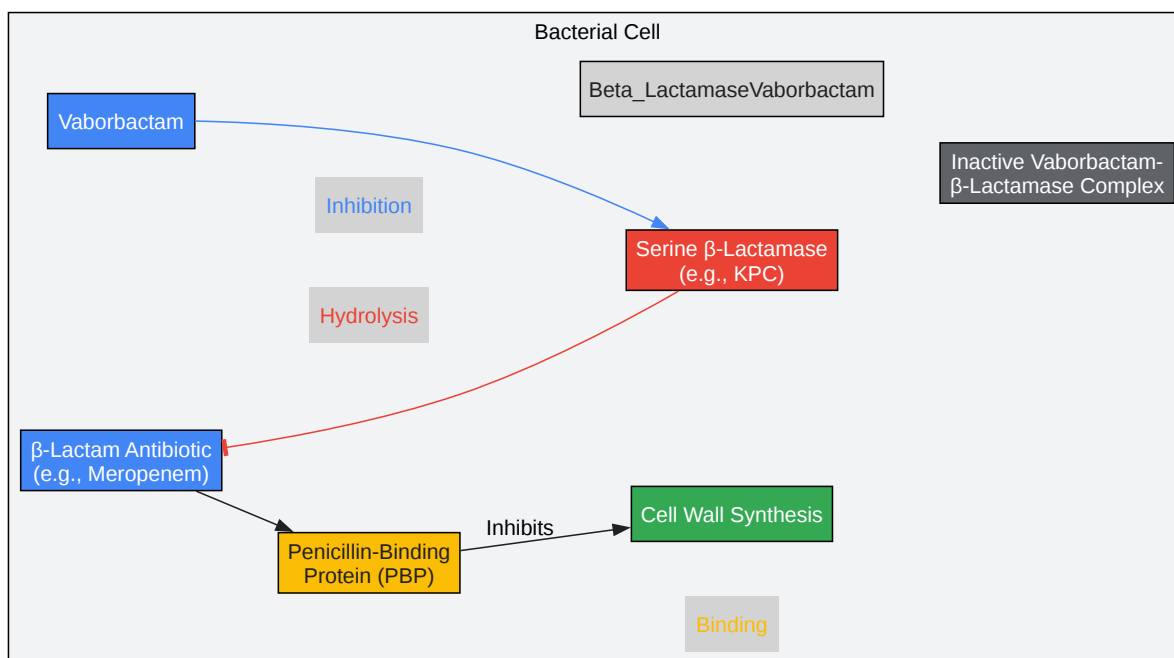 Bacterial Cell
Beta_LactamaseVaborbactam
Vaborbactam
Inactive Vaborbactam-
β-Lactamase Complex
Inhibition
Serine β-Lactamase
(e.g., KPC)
Hydrolysis
β-Lactam Antibiotic
(e.g., Meropenem)
Cell Wall Synthesis
Inhibits
Penicillin-Binding
Protein (PBP)
Binding